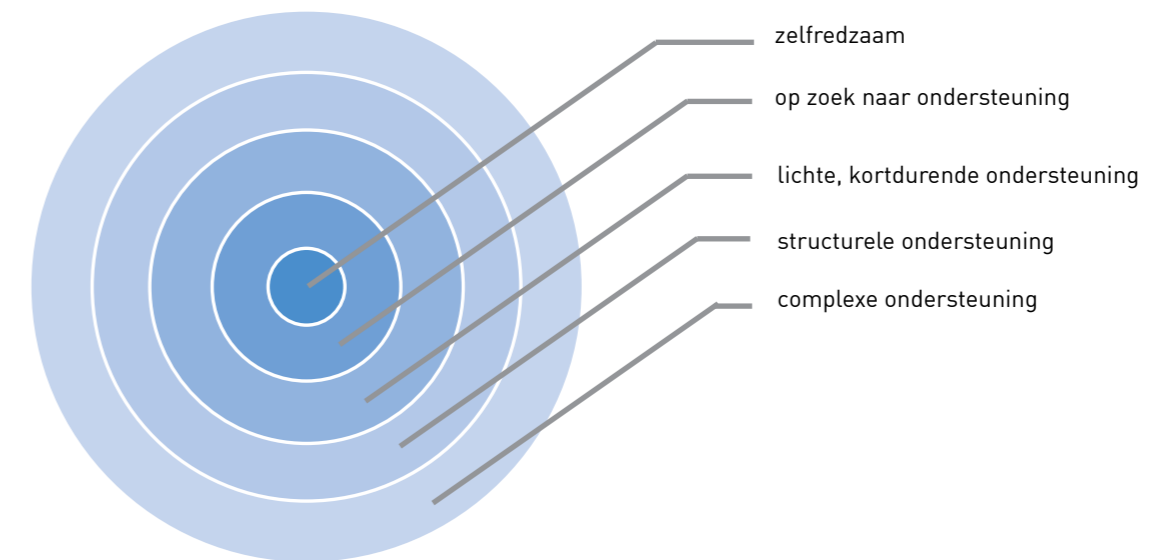 zelfredzaam
op zoek naar ondersteuning
lichte, kortdurende ondersteuning
structurele ondersteuning
complexe ondersteuning